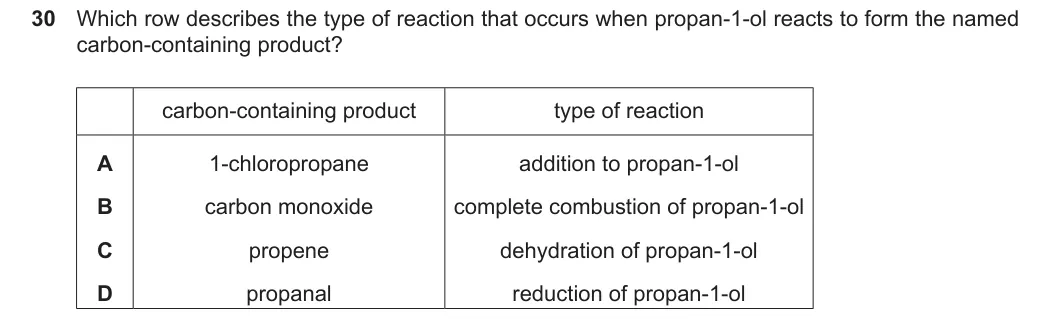 30 Which row describes the type of reaction that occurs when propan-1-ol reacts to form the named
carbon-containing product?
carbon-containing product type of reaction
A 1-chloropropane addition to propan-1-ol
B carbon monoxide complete combustion of propan-1-ol
C propene dehydration of propan-1-ol
D propanal reduction of propan-1-ol